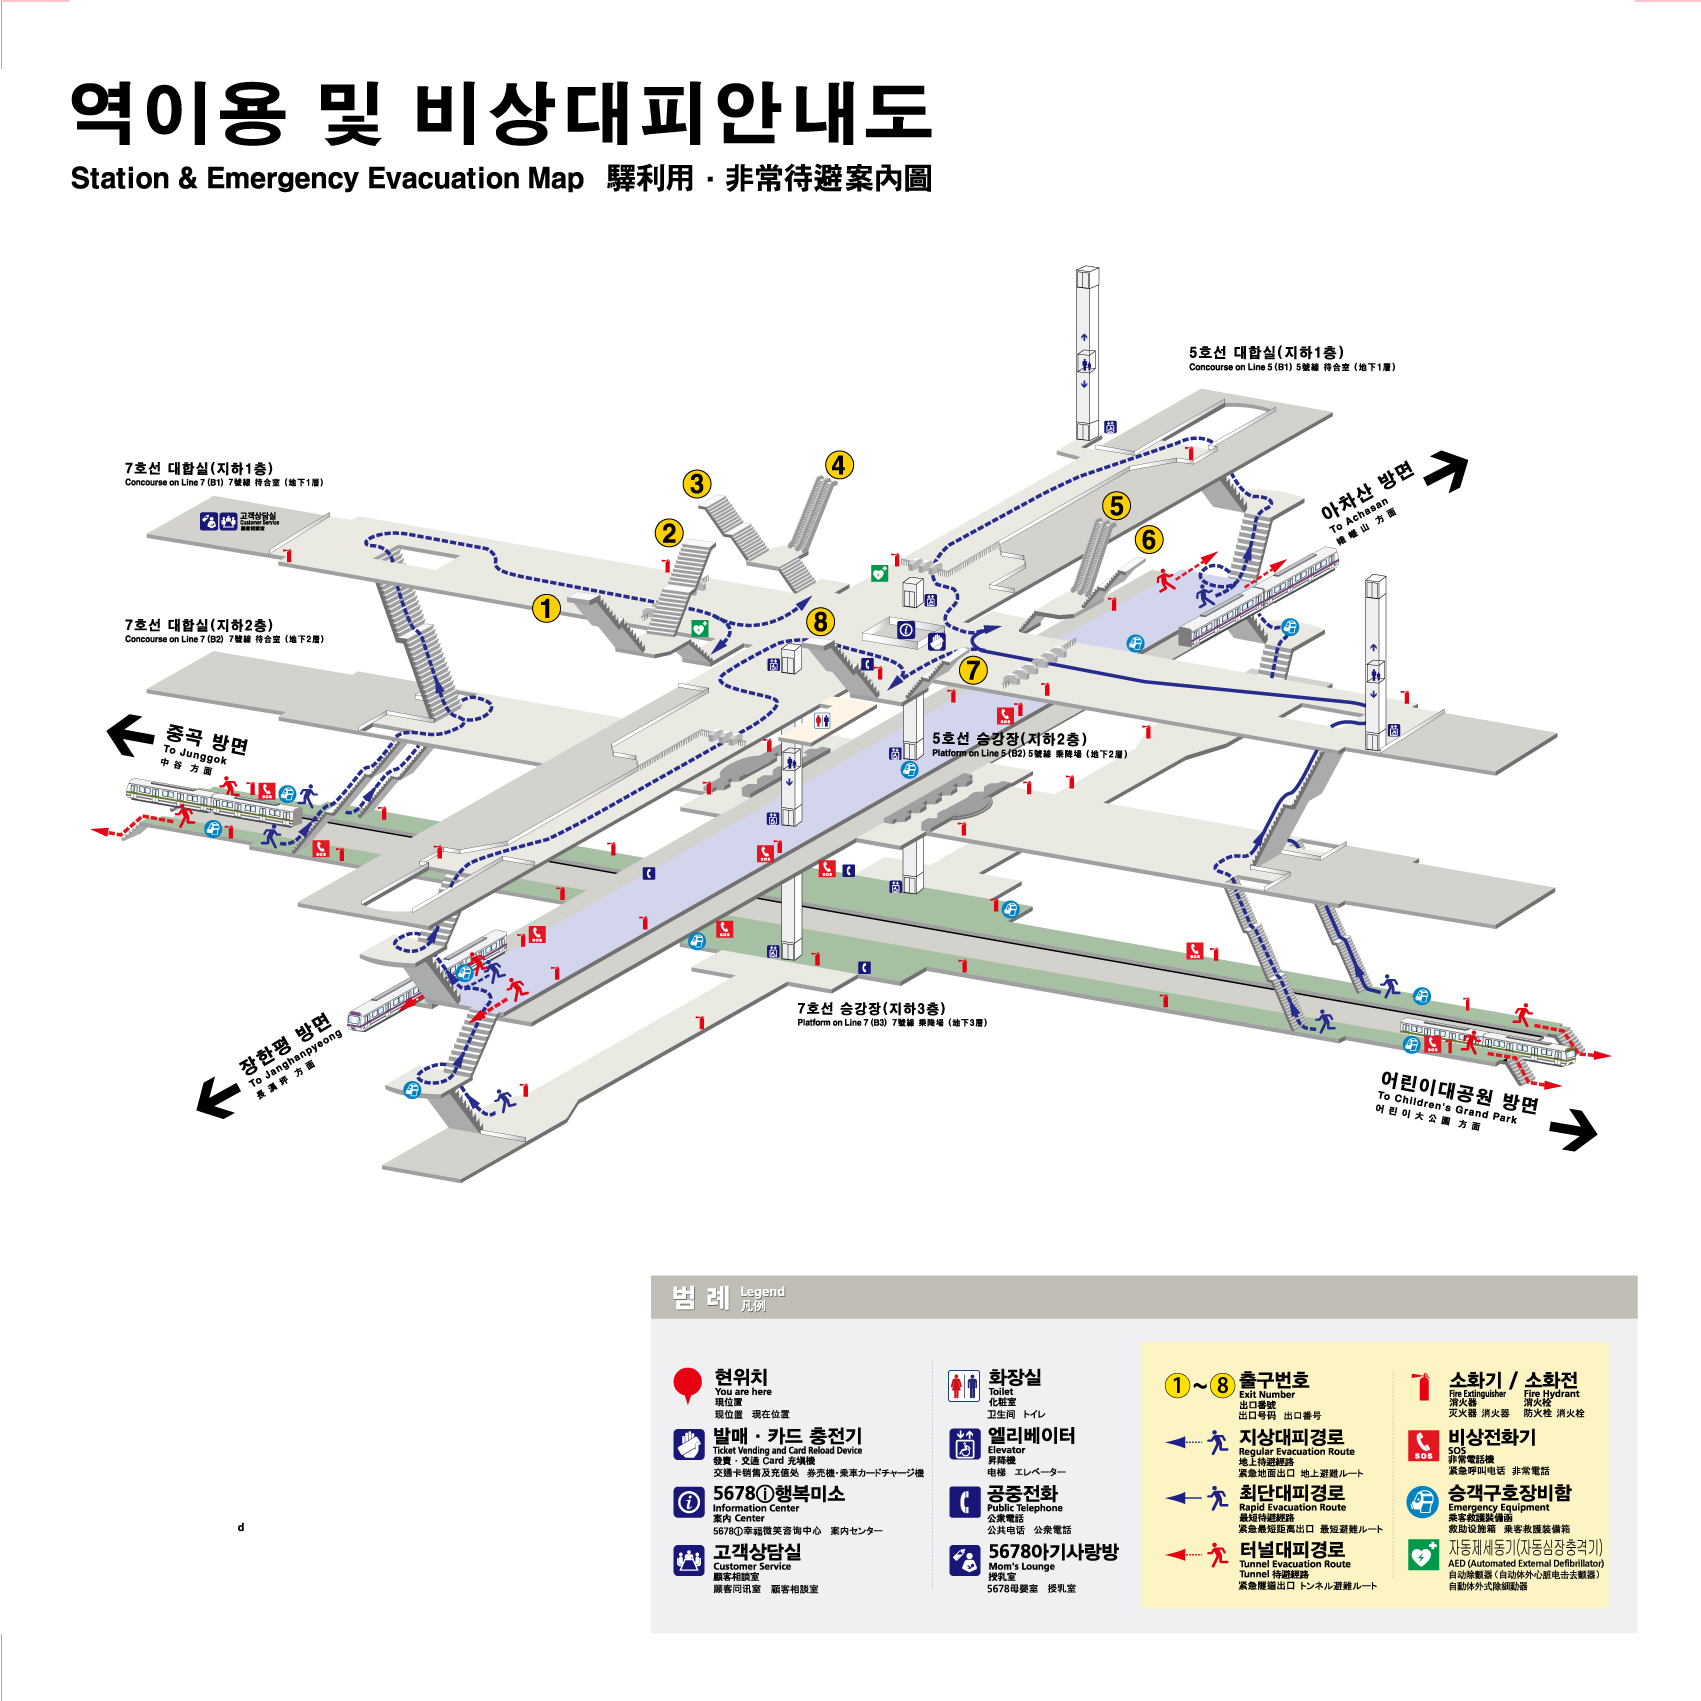 역이용 및 비상대피안내도
Station & Emergency Evacuation Map 驛利用 · 非常待避案內圖
5호선 대합실(지하1층)
Concourse on Line 5 (B1) 5號線 待合室 (地下1層)
7호선 대합실(지하1층)
Concourse on Line 7 (B1) 7號線 待合室 (地下1層)
고객상담실
Customer Service
顧客相談室
4
3
5
2
6
1
8
7
아차산 방면
To Achasan
峨嵯山 方面
7호선 대합실(지하2층)
Concourse on Line 7 (B2) 7號線 待合室 (地下2層)
중곡 방면
To Junggok
中谷 方面
5호선 승강장(지하2층)
Platform on Line 5 (B2) 5號線 乘降場 (地下2層)
SOS
SOS
SOS
SOS
SOS
SOS
SOS
SOS
SOS
7호선 승강장(지하3층)
Platform on Line 7 (B3) 7號線 乘降場 (地下3層)
장한평 방면
To Janghanpyeong
長漢坪 方面
어린이대공원 방면
To Children's Grand Park
어린이大公園 方面
범 례 Legend
凡例
현위치
You are here
現位置
现位置 現在位置
발매 · 카드 충전기
Ticket Vending and Card Reload Device
發賣 · 交通 Card 充塡機
交通卡销售及充值处 券売機·乗車カードチャージ機
5678ⓘ행복미소
Information Center
案內 Center
5678ⓘ幸福微笑咨询中心 案内センター
고객상담실
Customer Service
顧客相談室
顾客问讯室 顧客相談室
화장실
Toilet
化粧室
卫生间 トイレ
엘리베이터
Elevator
昇降機
电梯 エレベーター
공중전화
Public Telephone
公衆電話
公共电话 公衆電話
5678아기사랑방
Mom's Lounge
授乳室
5678母婴室 授乳室
1~8 출구번호
Exit Number
出口番號
出口号码 出口番号
지상대피경로
Regular Evacuation Route
地上待避經路
紧急地面出口 地上避難ルート
최단대피경로
Rapid Evacuation Route
最短待避經路
紧急最短距离出口 最短避難ルート
터널대피경로
Tunnel Evacuation Route
Tunnel 待避經路
紧急隧道出口 トンネル避難ルート
소화기 / 소화전
Fire Extinguisher Fire Hydrant
消火器 消火栓
灭火器 消火器 防火栓 消火栓
SOS
비상전화기
SOS
非常電話機
紧急呼叫电话 非常電話
승객구호장비함
Emergency Equipment
乘客救護裝備函
救助设施箱 乗客救護装備箱
자동제세동기(자동심장충격기)
AED (Automated External Defibrillator)
自动除颤器 (自动体外心脏电击去颤器)
自動体外式除細動器
d